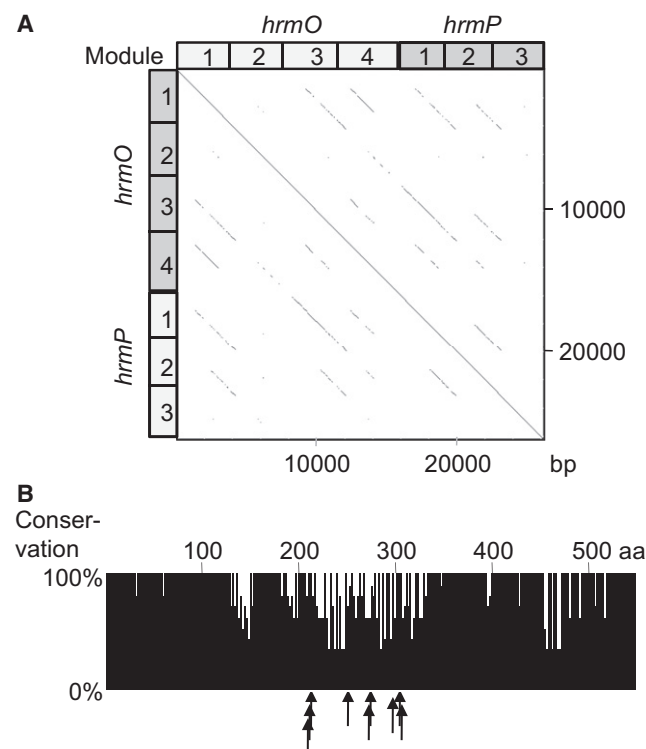 A
hrmO hrmP
Module 1 2 3 4 1 2 3
hrmO
1
2
3
4
hrmP
1
2
3
10000
20000
10000 20000 bp
B
Conser-
vation 100 200 300 400 500 aa
100%
0%